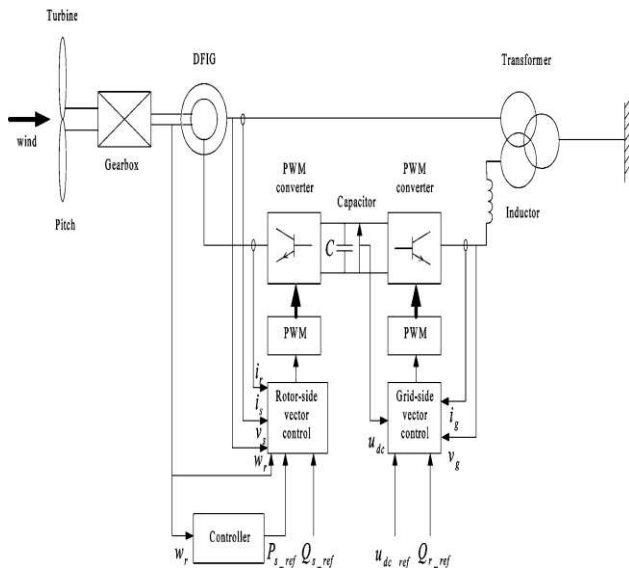 Turbine
DFIG
Transformer
wind
Gearbox
PWM
converter
Capacitor
PWM
converter
Inductor
Pitch
C
PWM
PWM
i_r
i_s
v_s
w_r
Rotor-side
vector
control
u_dc
Grid-side
vector
control
i_g
v_g
w_r
Controller
P_s_ref
Q_s_ref
u_dc_ref
Q_r_ref